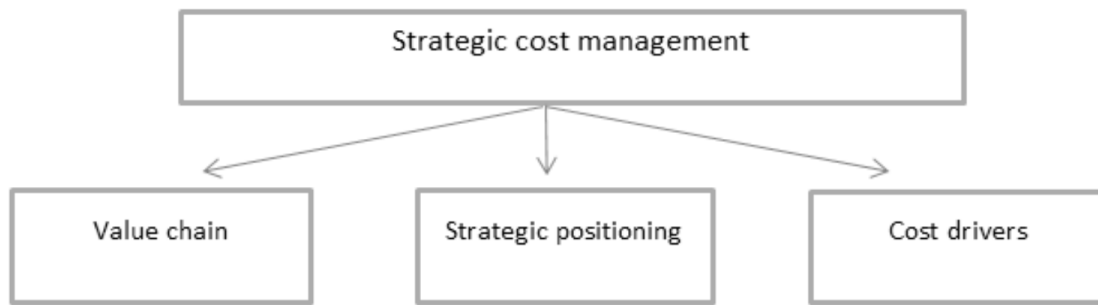 Strategic cost management
Value chain
Strategic positioning
Cost drivers